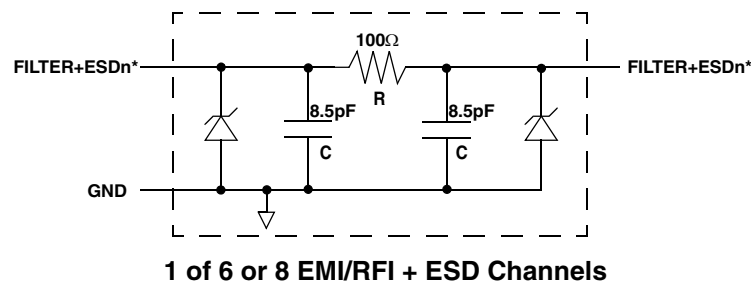 100Ω
FILTER+ESDn*
FILTER+ESDn*
R
8.5pF
8.5pF
C
C
GND
1 of 6 or 8 EMI/RFI + ESD Channels